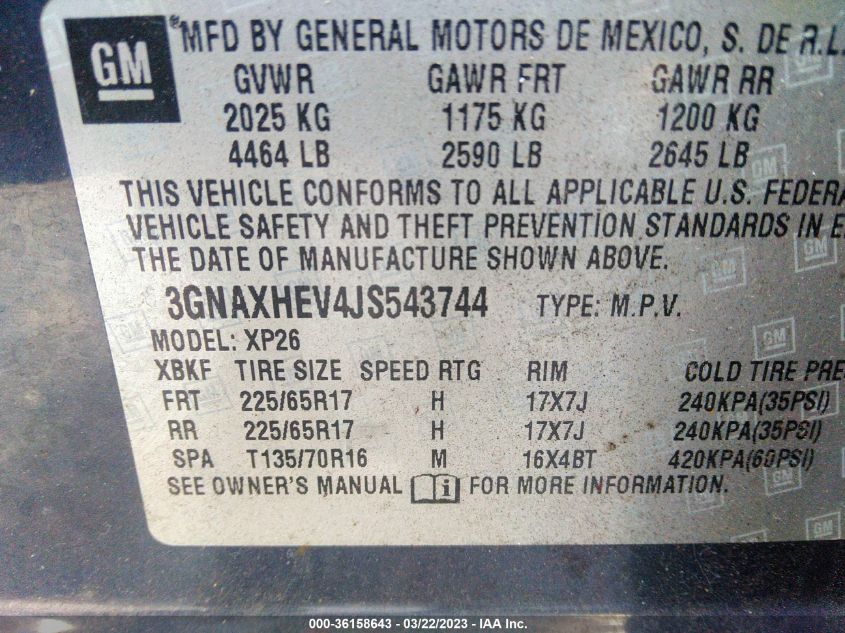 GM
®MFD BY GENERAL MOTORS DE MEXICO, S. DE R.L.
GVWR GAWR FRT GAWR RR
2025 KG 1175 KG 1200 KG
4464 LB 2590 LB 2645 LB
THIS VEHICLE CONFORMS TO ALL APPLICABLE U.S. FEDERA
VEHICLE SAFETY AND THEFT PREVENTION STANDARDS IN E
THE DATE OF MANUFACTURE SHOWN ABOVE.
3GNAXHEV4JS543744 TYPE: M.P.V.
MODEL: XP26
XBKF TIRE SIZE SPEED RTG RIM COLD TIRE PRE
FRT 225/65R17 H 17X7J 240KPA(35PSI)
RR 225/65R17 H 17X7J 240KPA(35PSI)
SPA T135/70R16 M 16X4BT 420KPA(60PSI)
SEE OWNER'S MANUAL i FOR MORE INFORMATION.
000-36158643 - 03/22/2023 - © IAA Inc.